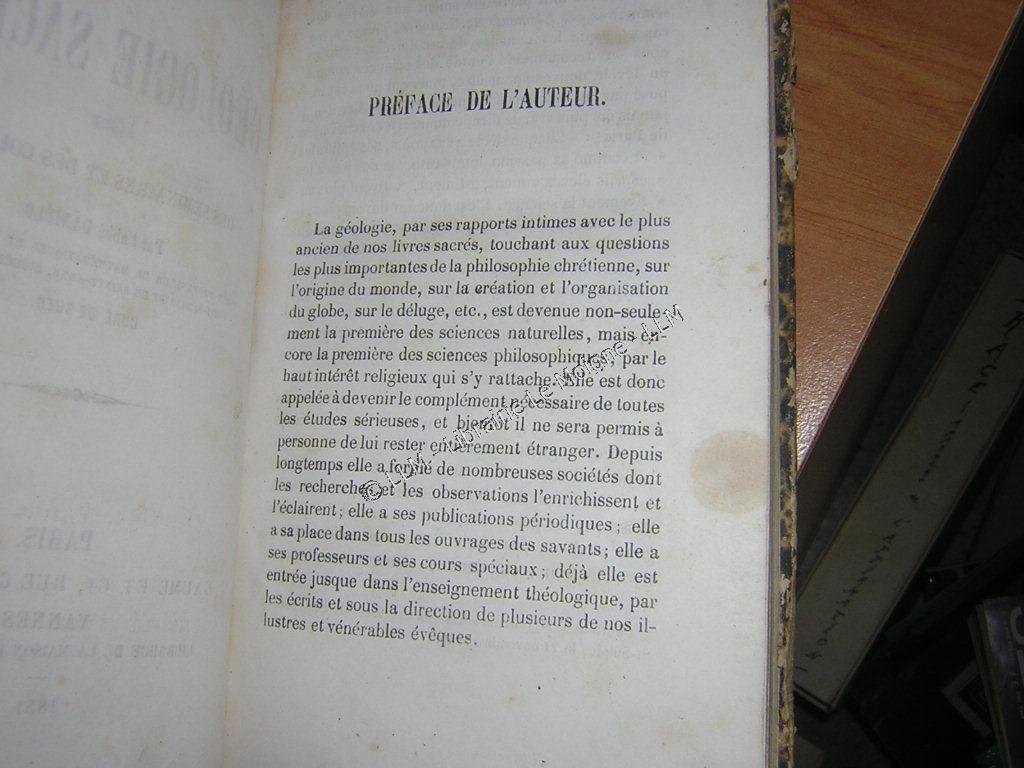 PRÉFACE DE L'AUTEUR.
La géologie, par ses rapports intimes avec le plus
ancien de nos livres sacrés, touchant aux questions
les plus importantes de la philosophie chrétienne, sur
l'origine du monde, sur la création et l'organisation
du globe, sur le déluge, etc., est devenue non-seule-
ment la première des sciences naturelles, mais en-
core la première des sciences philosophiques, par le
haut intérêt religieux qui s'y rattache. Elle est donc
appelée à devenir le complément nécessaire de toutes
les études sérieuses, et bientôt il ne sera permis à
personne de lui rester entièrement étranger. Depuis
longtemps elle a formé de nombreuses sociétés dont
les recherches et les observations l'enrichissent et
l'éclairent; elle a ses publications périodiques; elle
a sa place dans tous les ouvrages des savants; elle a
ses professeurs et ses cours spéciaux; déjà elle est
entrée jusque dans l'enseignement théologique, par
les écrits et sous la direction de plusieurs de nos il-
lustres et vénérables évêques.
© LLM - Librairie Le Moigne - LLM